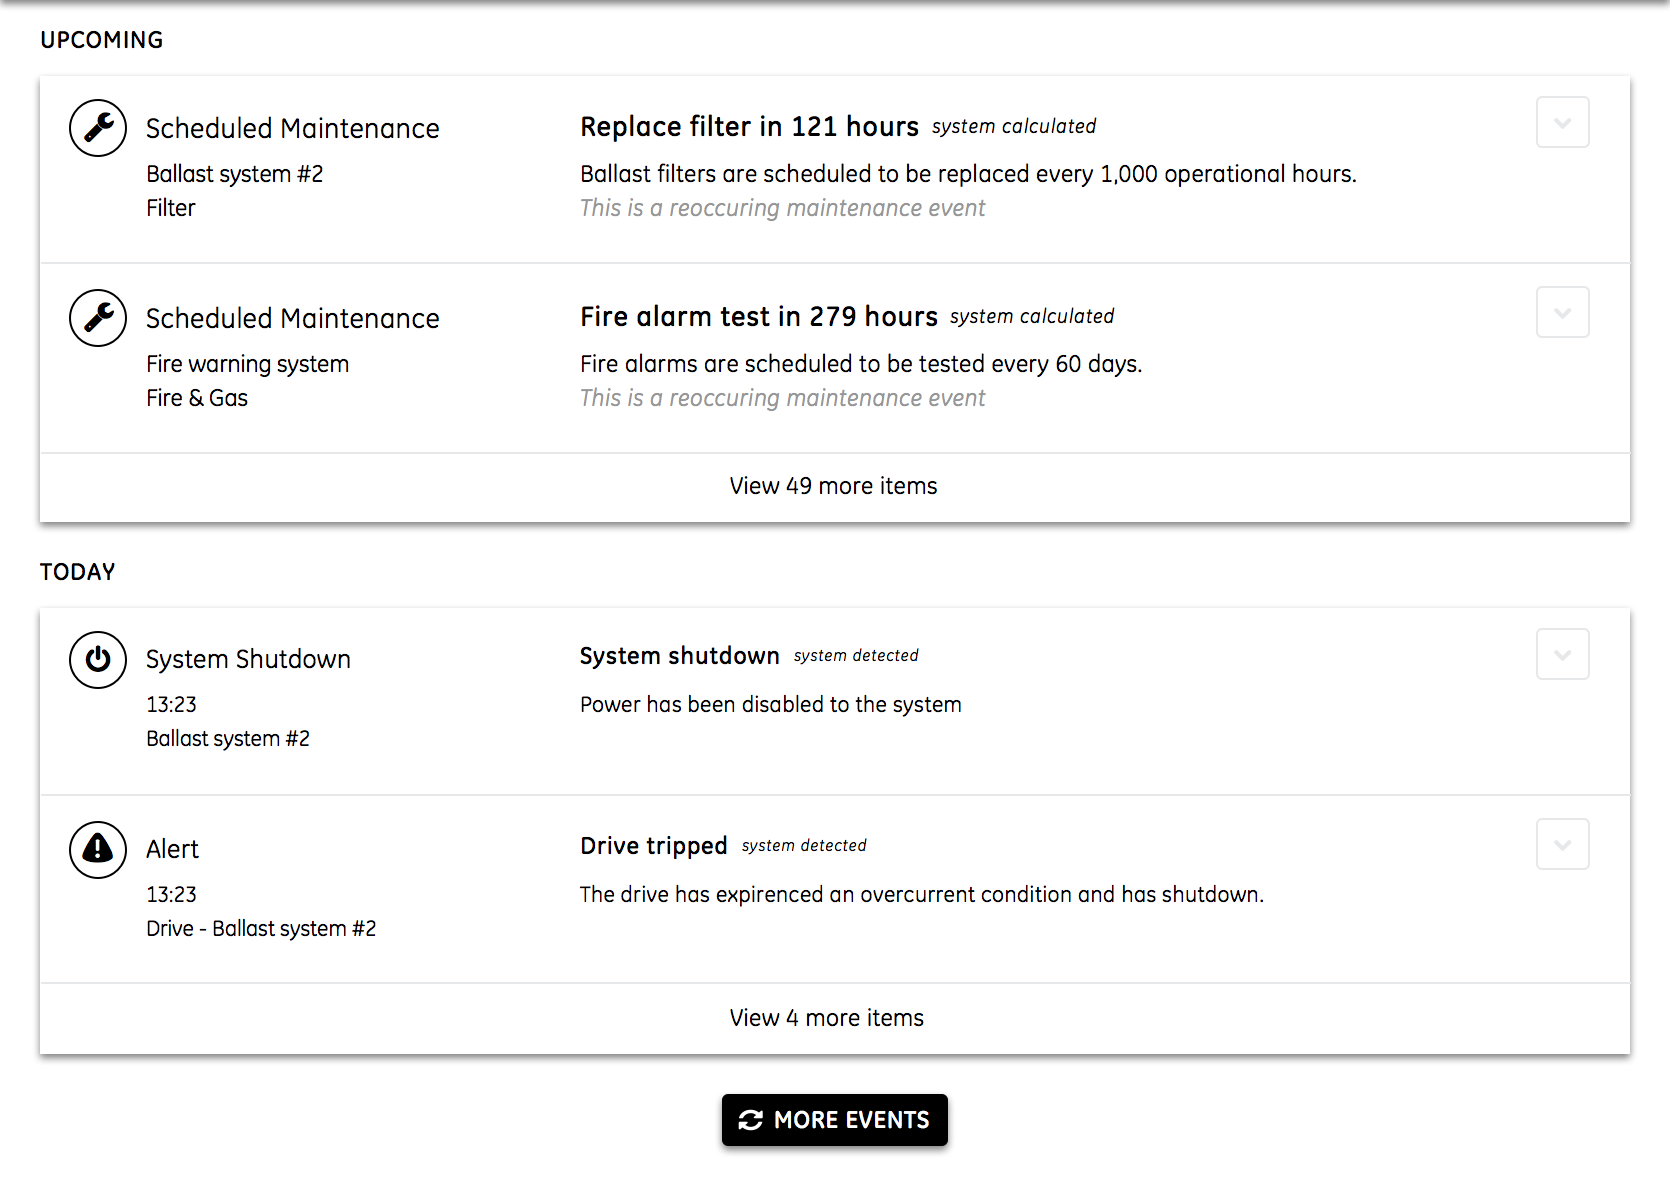 UPCOMING
Scheduled Maintenance
Replace filter in 121 hours system calculated
Ballast system #2
Ballast filters are scheduled to be replaced every 1,000 operational hours.
Filter
This is a reoccuring maintenance event
Scheduled Maintenance
Fire alarm test in 279 hours system calculated
Fire warning system
Fire alarms are scheduled to be tested every 60 days.
Fire & Gas
This is a reoccuring maintenance event
View 49 more items
TODAY
System Shutdown
System shutdown system detected
13:23
Power has been disabled to the system
Ballast system #2
Alert
Drive tripped system detected
13:23
The drive has expirenced an overcurrent condition and has shutdown.
Drive - Ballast system #2
View 4 more items
MORE EVENTS